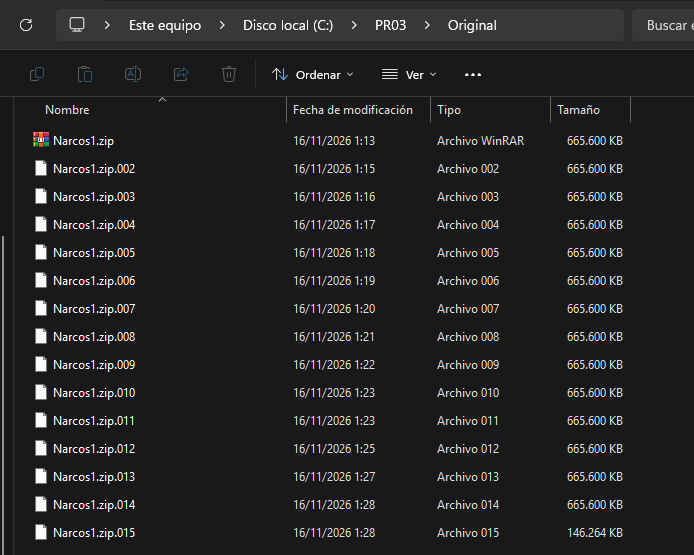 Este equipo > Disco local (C:) > PR03 > Original
Buscar e
Ordenar Ver
Nombre Fecha de modificación Tipo Tamaño
Narcos1.zip 16/11/2026 1:13 Archivo WinRAR 665.600 KB
Narcos1.zip.002 16/11/2026 1:15 Archivo 002 665.600 KB
Narcos1.zip.003 16/11/2026 1:16 Archivo 003 665.600 KB
Narcos1.zip.004 16/11/2026 1:17 Archivo 004 665.600 KB
Narcos1.zip.005 16/11/2026 1:18 Archivo 005 665.600 KB
Narcos1.zip.006 16/11/2026 1:19 Archivo 006 665.600 KB
Narcos1.zip.007 16/11/2026 1:20 Archivo 007 665.600 KB
Narcos1.zip.008 16/11/2026 1:21 Archivo 008 665.600 KB
Narcos1.zip.009 16/11/2026 1:22 Archivo 009 665.600 KB
Narcos1.zip.010 16/11/2026 1:23 Archivo 010 665.600 KB
Narcos1.zip.011 16/11/2026 1:23 Archivo 011 665.600 KB
Narcos1.zip.012 16/11/2026 1:25 Archivo 012 665.600 KB
Narcos1.zip.013 16/11/2026 1:27 Archivo 013 665.600 KB
Narcos1.zip.014 16/11/2026 1:28 Archivo 014 665.600 KB
Narcos1.zip.015 16/11/2026 1:28 Archivo 015 146.264 KB